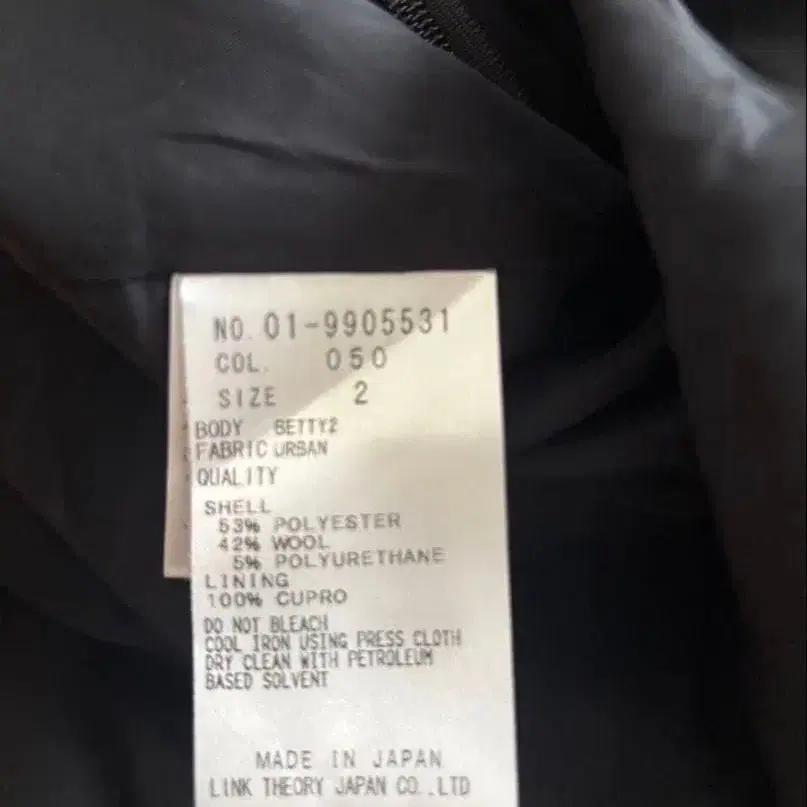 NO. 01-9905531
COL. 050
SIZE 2
BODY BETTY2
FABRIC URBAN
QUALITY
SHELL
53% POLYESTER
42% WOOL
5% POLYURETHANE
LINING
100% CUPRO
DO NOT BLEACH
COOL IRON USING PRESS CLOTH
DRY CLEAN WITH PETROLEUM
BASED SOLVENT
MADE IN JAPAN
LINK THEORY JAPAN CO.,LTD